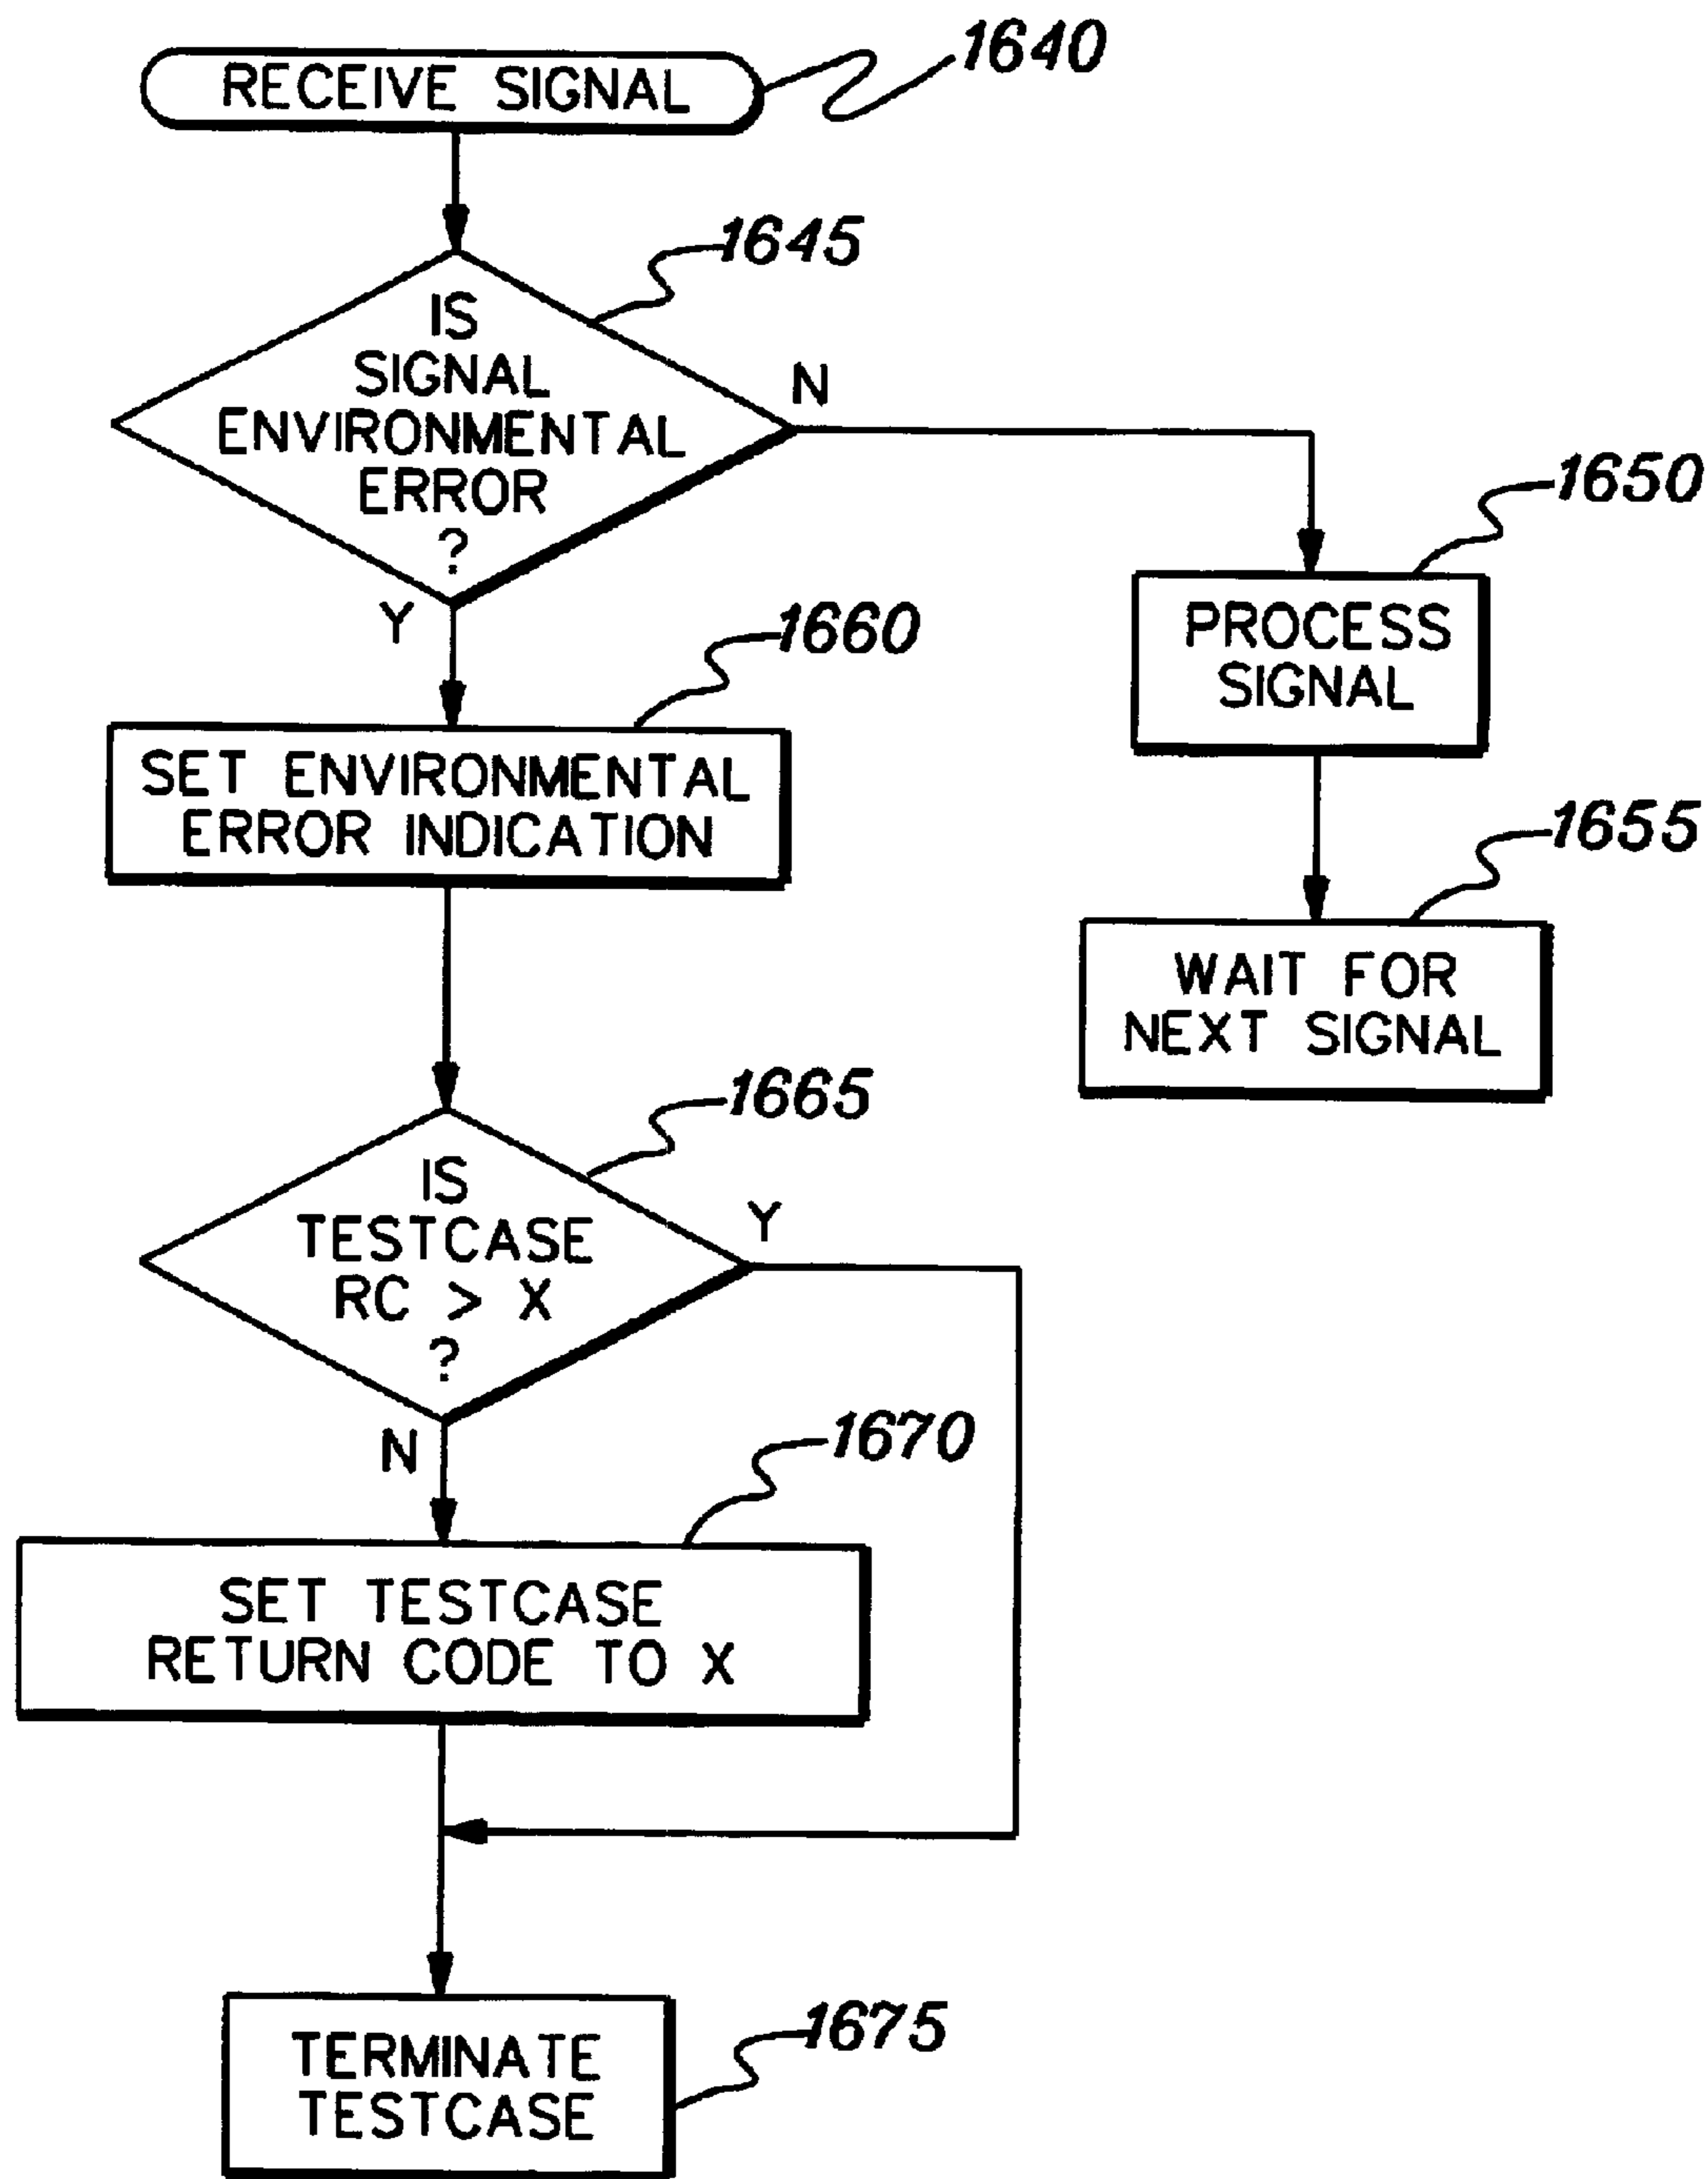 RECEIVE SIGNAL
1640
1645
IS
SIGNAL
ENVIRONMENTAL
ERROR
?
N
Y
1650
PROCESS
SIGNAL
1655
WAIT FOR
NEXT SIGNAL
1660
SET ENVIRONMENTAL
ERROR INDICATION
1665
IS
TESTCASE
RC > X
?
Y
N
1670
SET TESTCASE
RETURN CODE TO X
1675
TERMINATE
TESTCASE